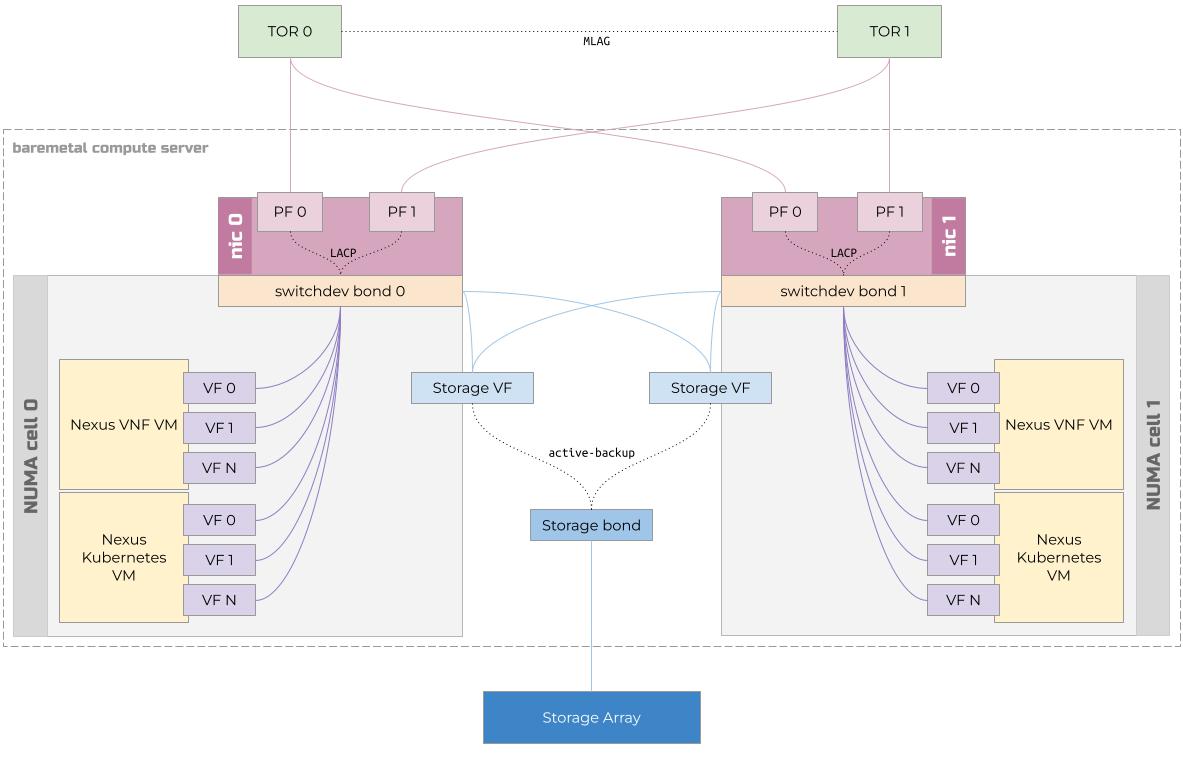 TOR 0
TOR 1
MLAG
baremetal compute server
nic 0
PF 0
PF 1
LACP
switchdev bond 0
nic 1
PF 0
PF 1
LACP
switchdev bond 1
NUMA cell 0
Nexus VNF VM
VF 0
VF 1
VF N
Nexus
Kubernetes
VM
VF 0
VF 1
VF N
Storage VF
Storage VF
active-backup
Storage bond
VF 0
VF 1
VF N
Nexus VNF VM
VF 0
VF 1
VF N
Nexus
Kubernetes
VM
NUMA cell 1
Storage Array